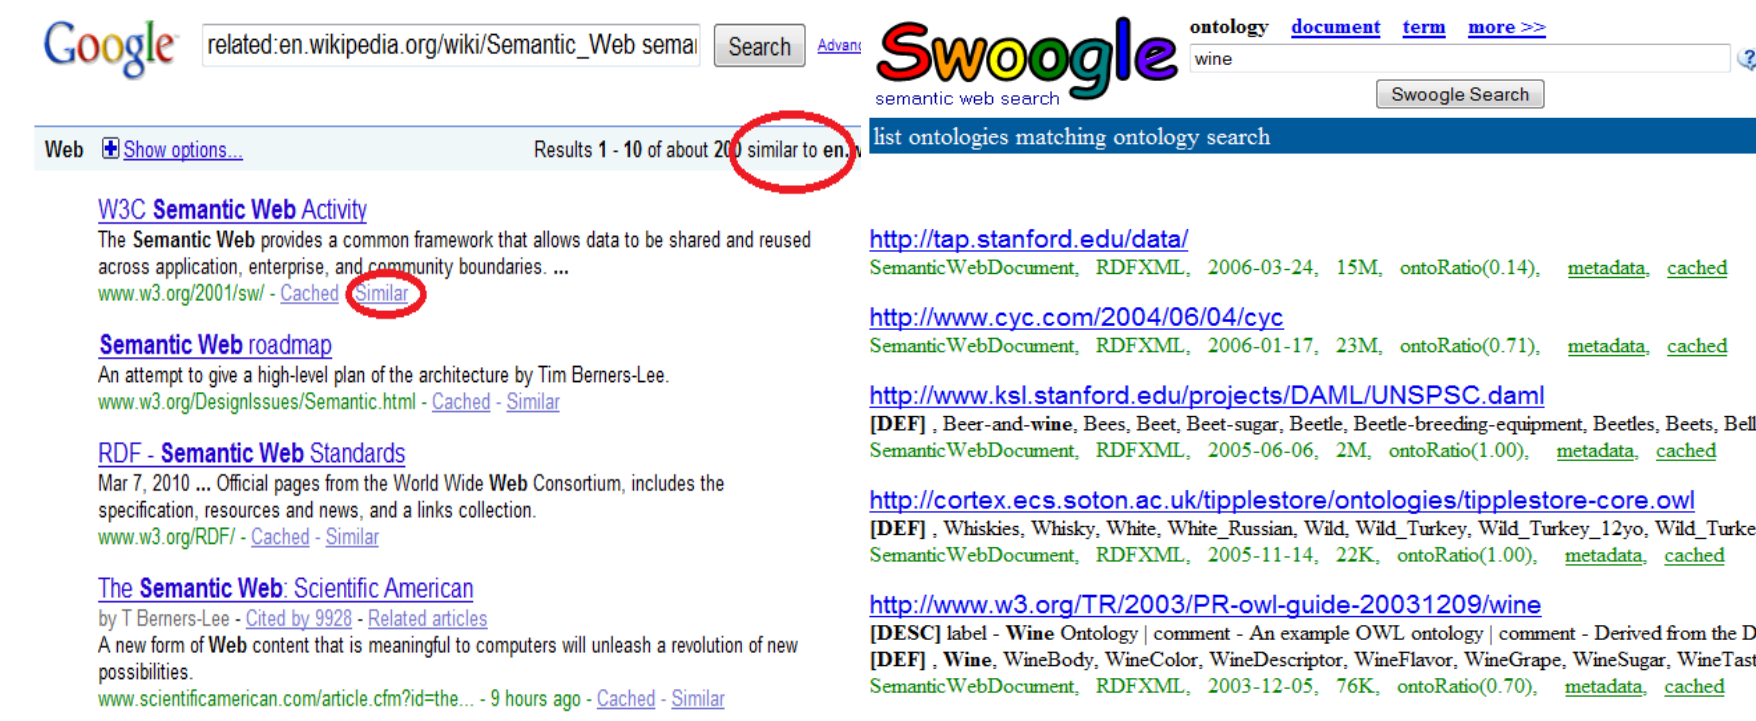 Google
related:en.wikipedia.org/wiki/Semantic_Web
Search
Web
Show options...
Results 1 - 10 of about 200 similar to en.
W3C Semantic Web Activity
The Semantic Web provides a common framework that allows data to be shared and reused
across application, enterprise, and community boundaries. ...
www.w3.org/2001/sw/ - Cached - Similar
Semantic Web roadmap
An attempt to give a high-level plan of the architecture by Tim Berners-Lee.
www.w3.org/DesignIssues/Semantic.html - Cached - Similar
RDF - Semantic Web Standards
Mar 7, 2010 ... Official pages from the World Wide Web Consortium, includes the
specification, resources and news, and a links collection.
www.w3.org/RDF/ - Cached - Similar
The Semantic Web: Scientific American
by T Berners-Lee - Cited by 9928 - Related articles
A new form of Web content that is meaningful to computers will unleash a revolution of new
possibilities.
www.scientificamerican.com/article.cfm?id=the... - 9 hours ago - Cached - Similar
Swoogle
semantic web search
ontology document term more >>
wine
?
Swoogle Search
list ontologies matching ontology search
http://tap.stanford.edu/data/
SemanticWebDocument, RDFXML, 2006-03-24, 15M, ontoRatio(0.14), metadata, cached
http://www.cyc.com/2004/06/04/cyc
SemanticWebDocument, RDFXML, 2006-01-17, 23M, ontoRatio(0.71), metadata, cached
http://www.ksl.stanford.edu/projects/DAML/UNSPSC.daml
[DEF] , Beer-and-wine, Bees, Beet, Beet-sugar, Beetle, Beetle-breeding-equipment, Beetles, Beets, Bell
SemanticWebDocument, RDFXML, 2005-06-06, 2M, ontoRatio(1.00), metadata, cached
http://cortex.ecs.soton.ac.uk/tipplestore/ontologies/tipplestore-core.owl
[DEF] , Whiskies, Whisky, White, White_Russian, Wild, Wild_Turkey, Wild_Turkey_12yo, Wild_Turke
SemanticWebDocument, RDFXML, 2005-11-14, 22K, ontoRatio(1.00), metadata, cached
http://www.w3.org/TR/2003/PR-owl-guide-20031209/wine
[DESC] label - Wine Ontology | comment - An example OWL ontology | comment - Derived from the D
[DEF] , Wine, WineBody, WineColor, WineDescriptor, WineFlavor, WineGrape, WineSugar, WineTast
SemanticWebDocument, RDFXML, 2003-12-05, 76K, ontoRatio(0.70), metadata, cached